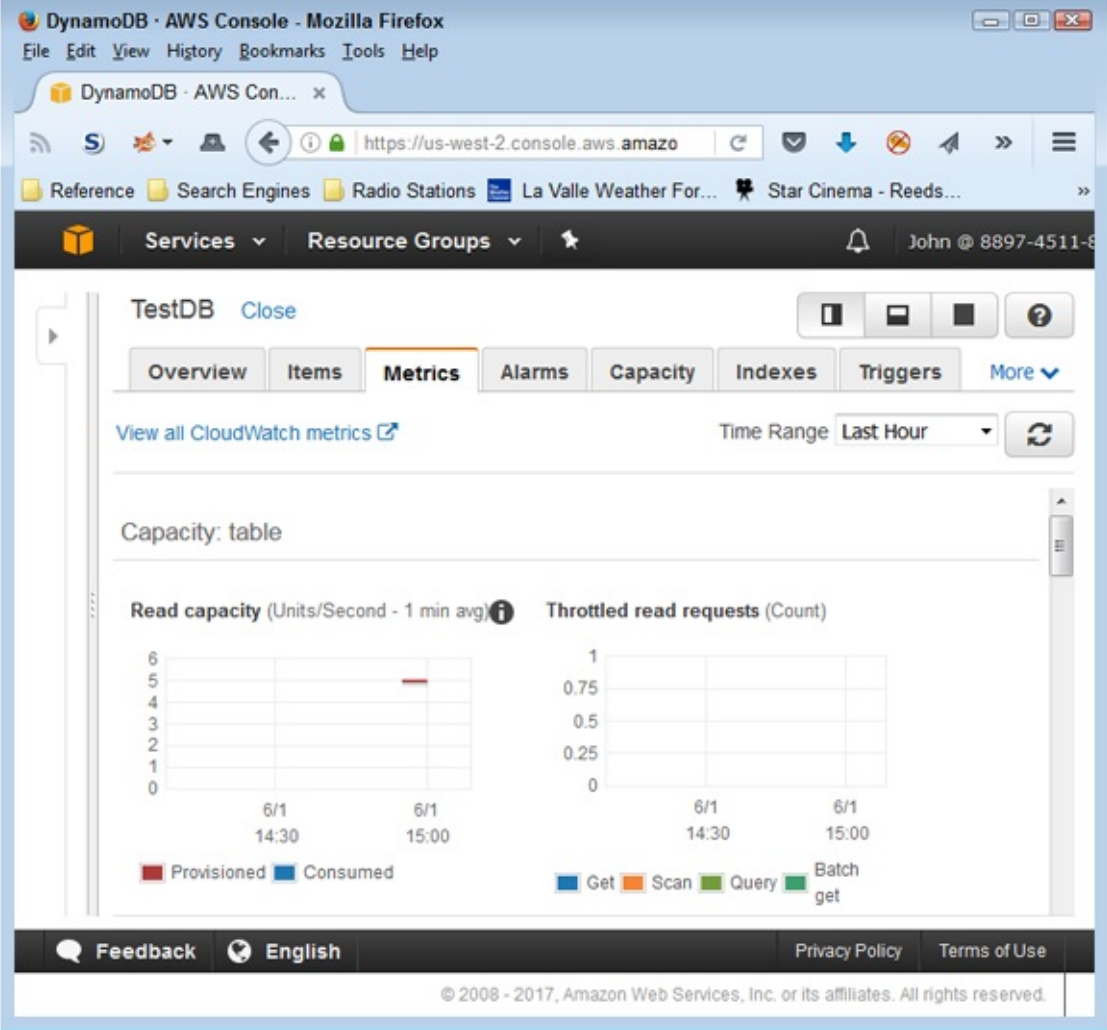 DynamoDB · AWS Console - Mozilla Firefox
File Edit View History Bookmarks Tools Help
DynamoDB · AWS Con... ×
https://us-west-2.console.aws.amazo
Reference Search Engines Radio Stations La Valle Weather For... Star Cinema - Reeds... »
Services Resource Groups John @ 8897-4511-8
TestDB Close
Overview Items Metrics Alarms Capacity Indexes Triggers More
View all CloudWatch metrics Time Range Last Hour
Capacity: table
Read capacity (Units/Second - 1 min avg) Throttled read requests (Count)
6
5
4
3
2
1
0
6/1 6/1
14:30 15:00
Provisioned Consumed
1
0.75
0.5
0.25
0
6/1 6/1
14:30 15:00
Get Scan Query Batch get
Feedback English Privacy Policy Terms of Use
© 2008 - 2017, Amazon Web Services, Inc. or its affiliates. All rights reserved.